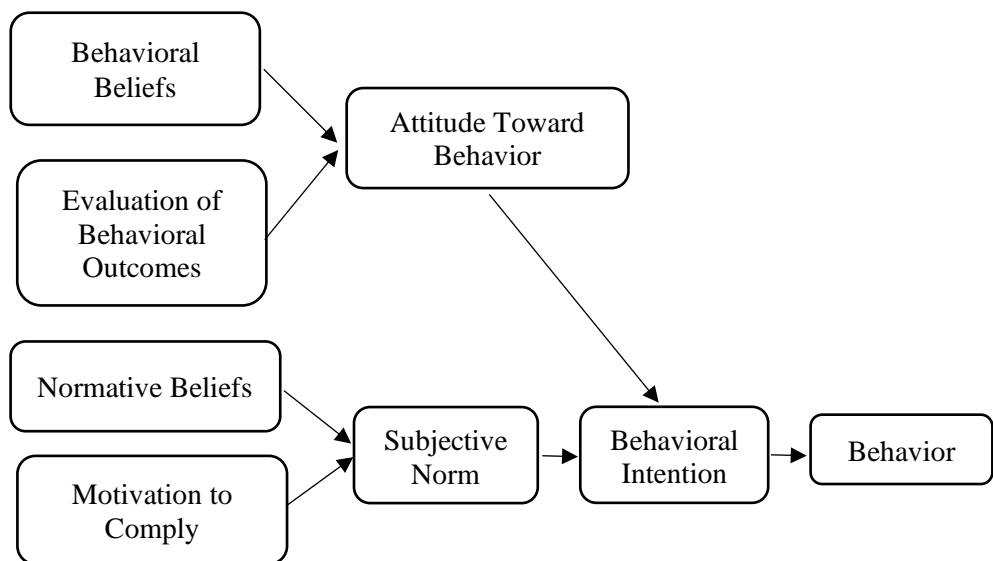 Behavioral
Beliefs
Attitude Toward
Behavior
Evaluation of
Behavioral
Outcomes
Normative Beliefs
Subjective
Norm
Behavioral
Intention
Behavior
Motivation to
Comply